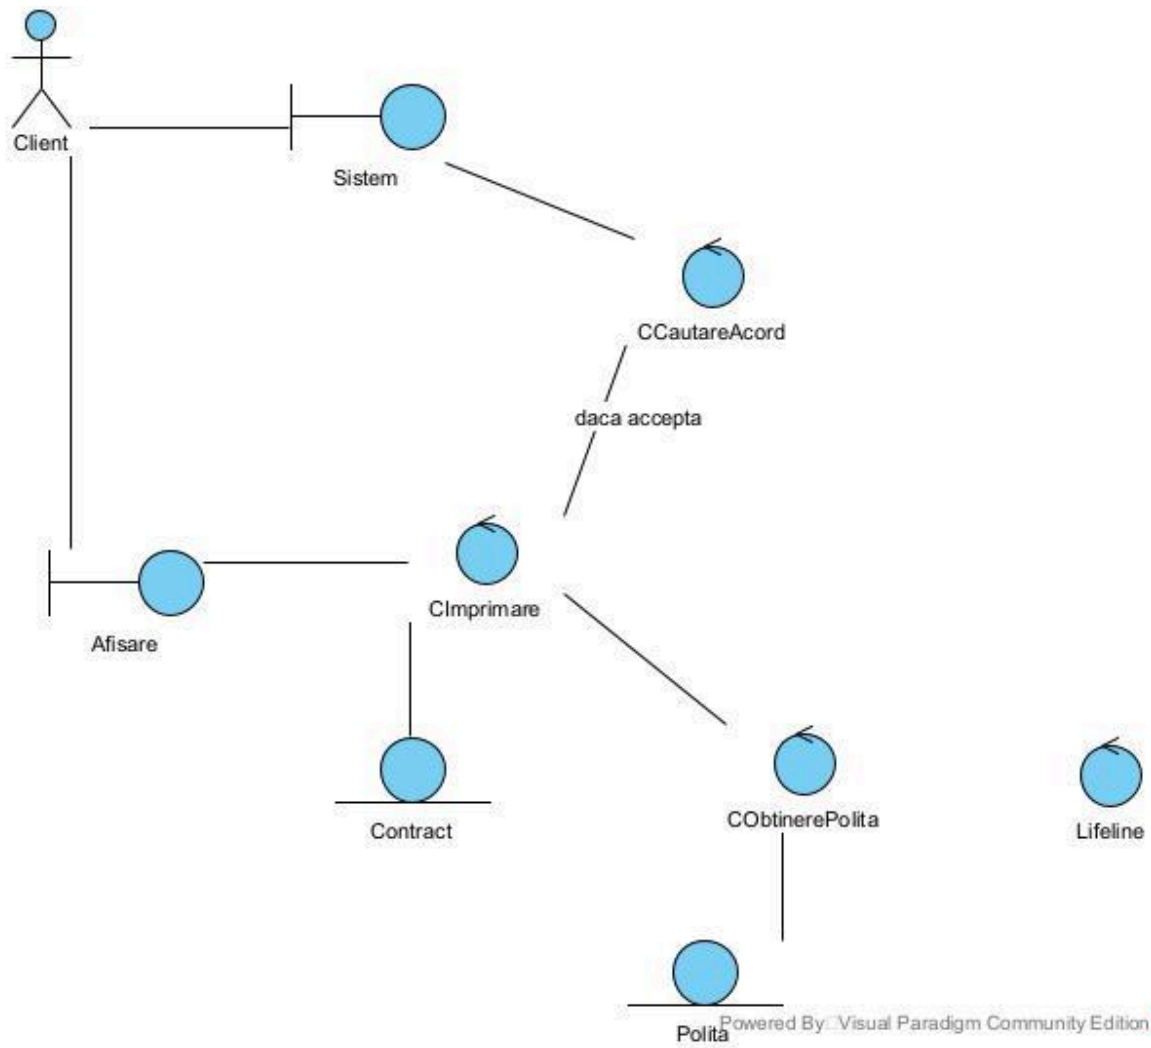 Client
Sistem
CCautareAcord
daca accepta
CImprimare
Afisare
Contract
CObtinerePolita
Lifeline
Polita
Powered By Visual Paradigm Community Edition